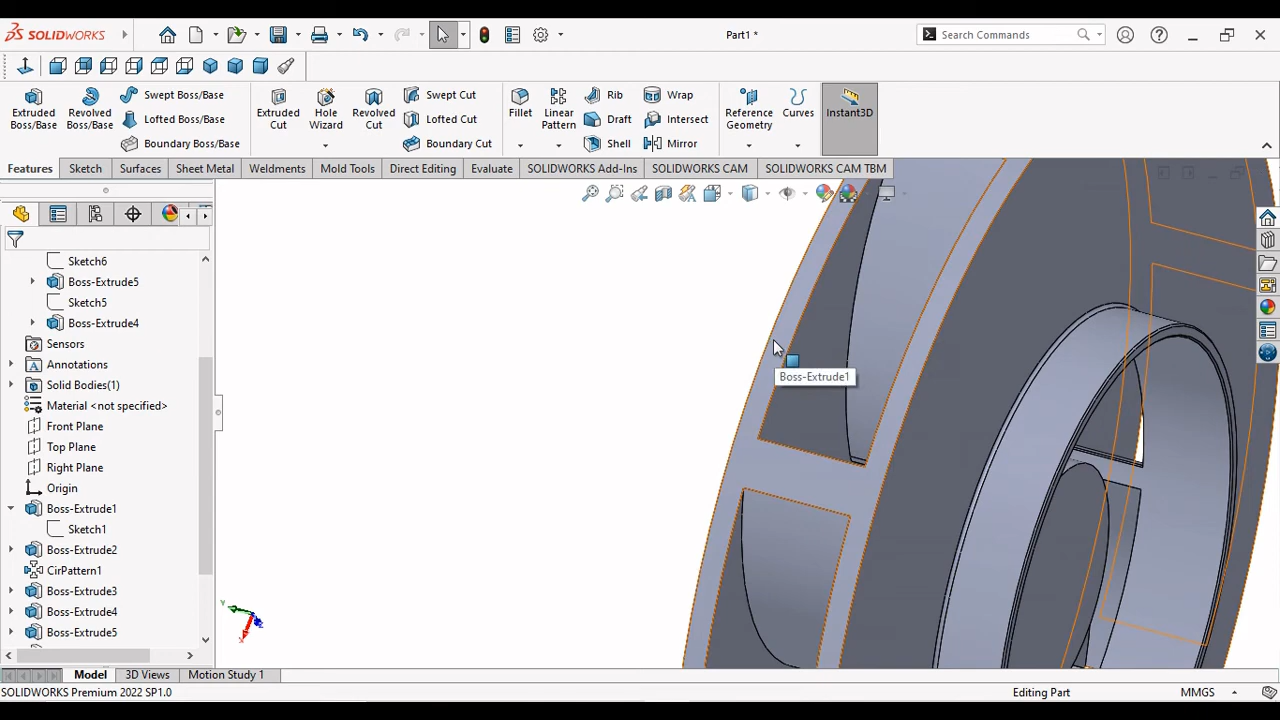 SOLIDWORKS
Part1 *
Search Commands
Extruded Boss/Base
Revolved Boss/Base
Swept Boss/Base
Lofted Boss/Base
Boundary Boss/Base
Extruded Cut
Hole Wizard
Revolved Cut
Swept Cut
Lofted Cut
Boundary Cut
Fillet
Linear Pattern
Rib
Draft
Shell
Wrap
Intersect
Mirror
Reference Geometry
Curves
Instant3D
Features
Sketch
Surfaces
Sheet Metal
Weldments
Mold Tools
Direct Editing
Evaluate
SOLIDWORKS Add-Ins
SOLIDWORKS CAM
SOLIDWORKS CAM TBM
Sketch6
Boss-Extrude5
Sketch5
Boss-Extrude4
Sensors
Annotations
Solid Bodies(1)
Material <not specified>
Front Plane
Top Plane
Right Plane
Origin
Boss-Extrude1
Sketch1
Boss-Extrude2
CirPattern1
Boss-Extrude3
Boss-Extrude4
Boss-Extrude5
Boss-Extrude1
Y
X
Model
3D Views
Motion Study 1
SOLIDWORKS Premium 2022 SP1.0
Editing Part
MMGS